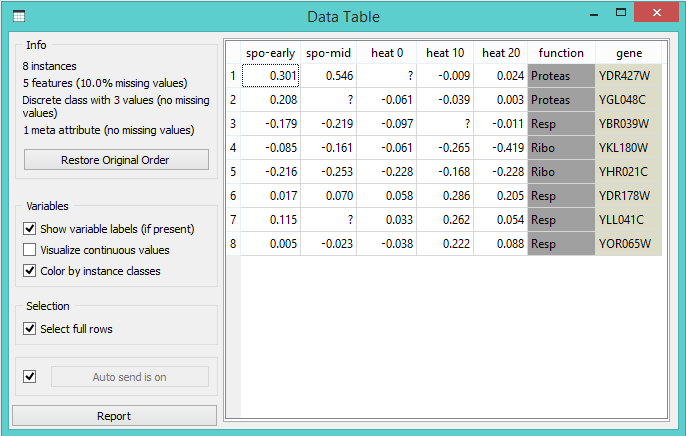 Data Table
Info
8 instances
5 features (10.0% missing values)
Discrete class with 3 values (no missing
values)
1 meta attribute (no missing values)
Restore Original Order
Variables
Show variable labels (if present)
Visualize continuous values
Color by instance classes
Selection
Select full rows
Auto send is on
Report
spo-early spo-mid heat 0 heat 10 heat 20 function gene
1 0.301 0.546 ? -0.009 0.024 Proteas YDR427W
2 0.208 ? -0.061 -0.039 0.003 Proteas YGL048C
3 -0.179 -0.219 -0.097 ? -0.011 Resp YBR039W
4 -0.085 -0.161 -0.061 -0.265 -0.419 Ribo YKL180W
5 -0.216 -0.253 -0.228 -0.168 -0.228 Ribo YHR021C
6 0.017 0.070 0.058 0.286 0.205 Resp YDR178W
7 0.115 ? 0.033 0.262 0.054 Resp YLL041C
8 0.005 -0.023 -0.038 0.222 0.088 Resp YOR065W